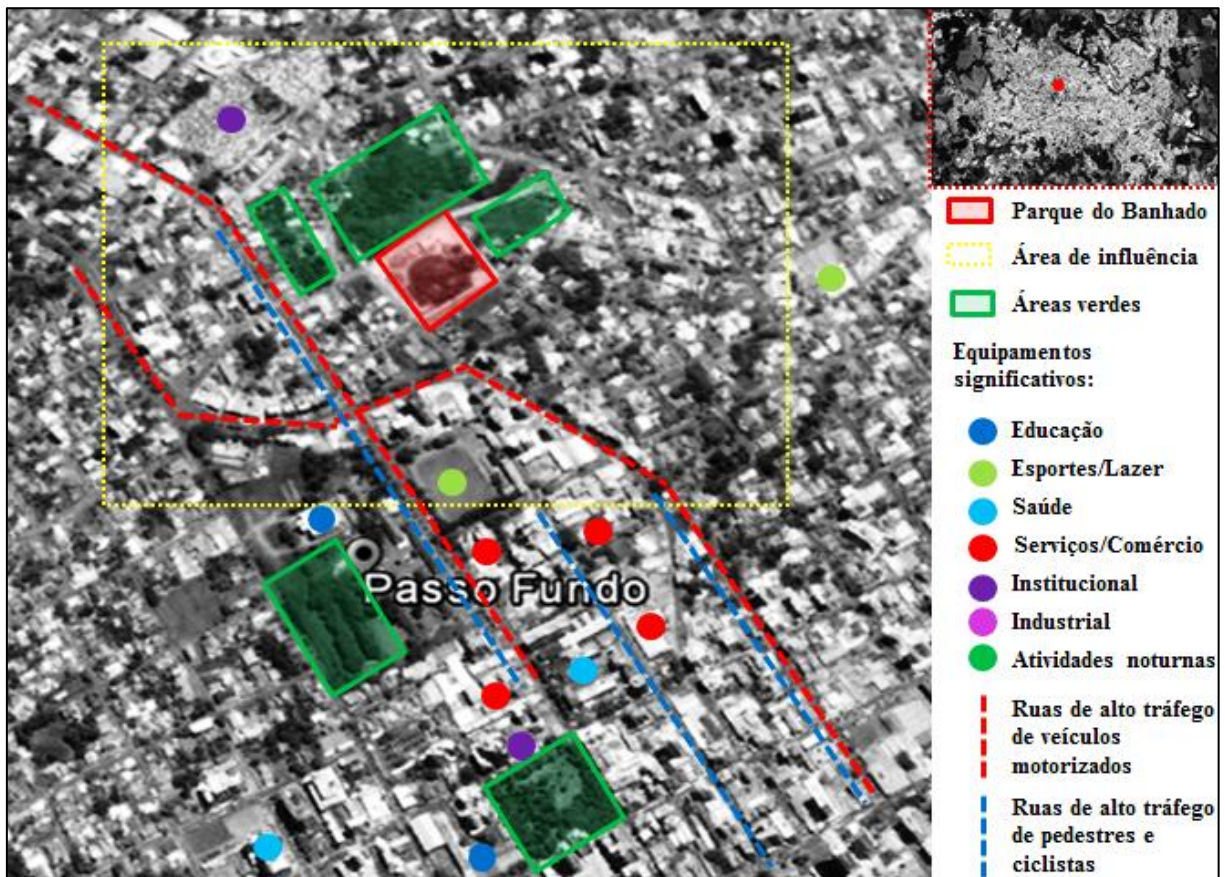 Passo Fundo
Parque do Banhado
Área de influência
Áreas verdes
Equipamentos
significativos:
Educação
Esportes/Lazer
Saúde
Serviços/Comércio
Institucional
Industrial
Atividades noturnas
Ruas de alto tráfego
de veículos
motorizados
Ruas de alto tráfego
de pedestres e
ciclistas